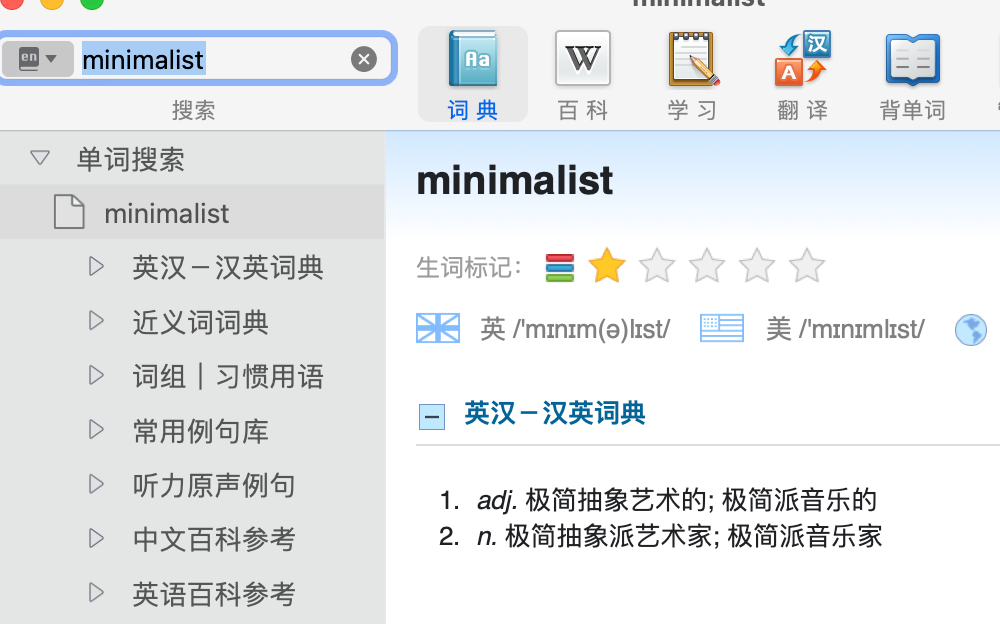 minimalist
en minimalist
搜索
词典 百科 学习 翻译 背单词
单词搜索
minimalist
英汉－汉英词典
近义词词典
词组｜习惯用语
常用例句库
听力原声例句
中文百科参考
英语百科参考
minimalist
生词标记：
英 /'mɪnɪm(ə)lɪst/ 美 /'mɪnɪmlɪst/
英汉－汉英词典
1. adj. 极简抽象艺术的; 极简派音乐的
2. n. 极简抽象派艺术家; 极简派音乐家